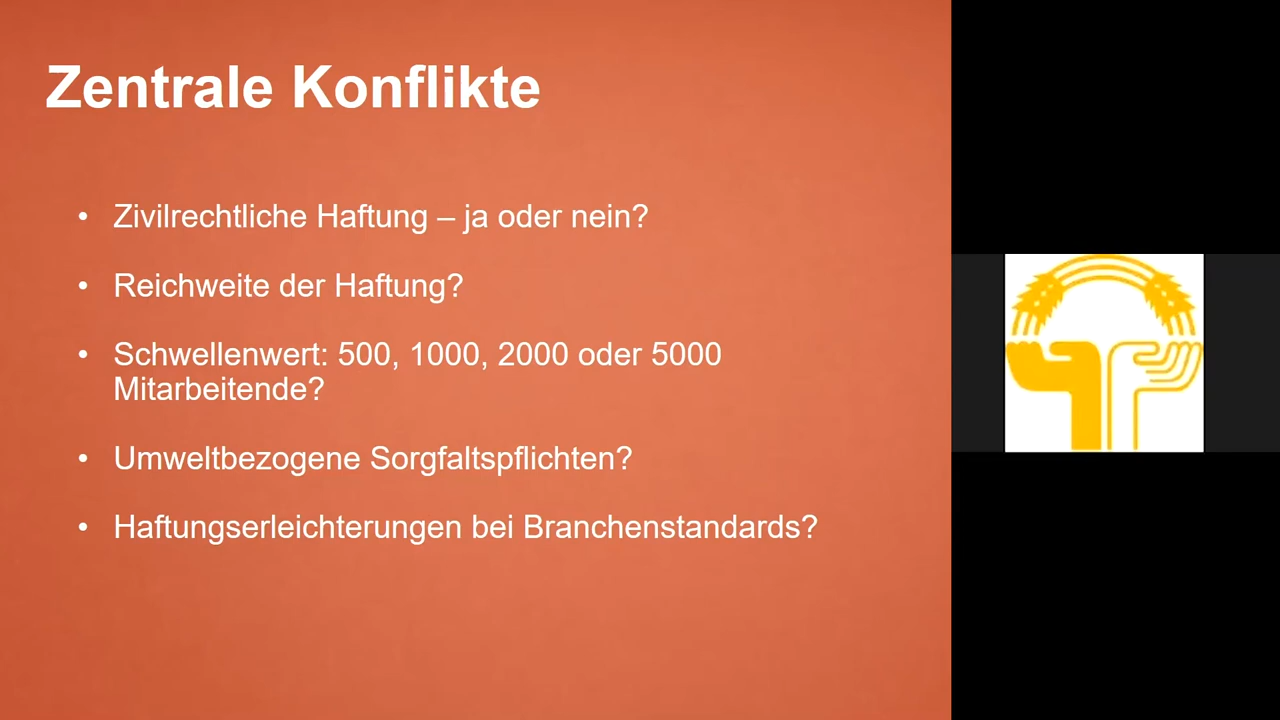 Zentrale Konflikte
• Zivilrechtliche Haftung – ja oder nein?
• Reichweite der Haftung?
• Schwellenwert: 500, 1000, 2000 oder 5000
Mitarbeitende?
• Umweltbezogene Sorgfaltspflichten?
• Haftungserleichterungen bei Branchenstandards?